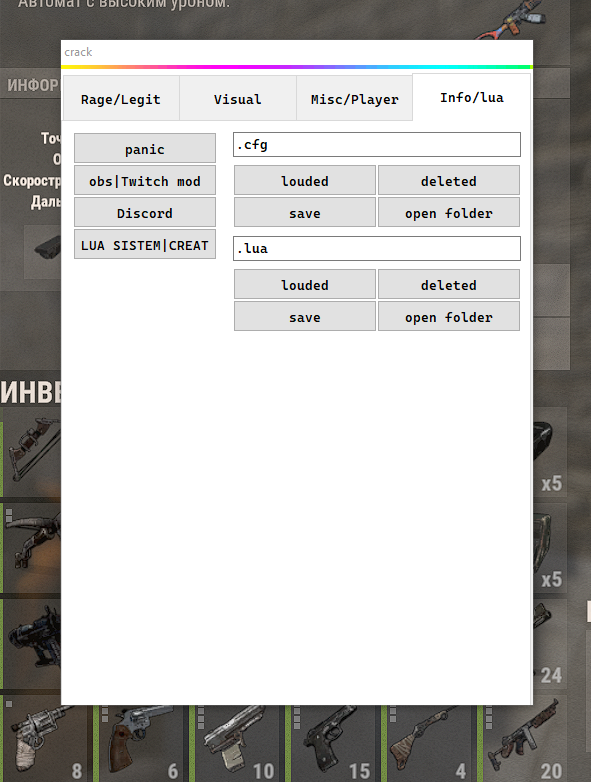 Автомат с высоким уроном.
crack
Rage/Legit Visual Misc/Player Info/lua
ИНФОР
panic
.cfg
Точ
О
Скоростр
Даль
obs|Twitch mod
louded deleted
Discord
save open folder
LUA SISTEM|CREAT
.lua
louded deleted
save open folder
ИНВЕ
x5
x5
24
8 6 10 15 4 20